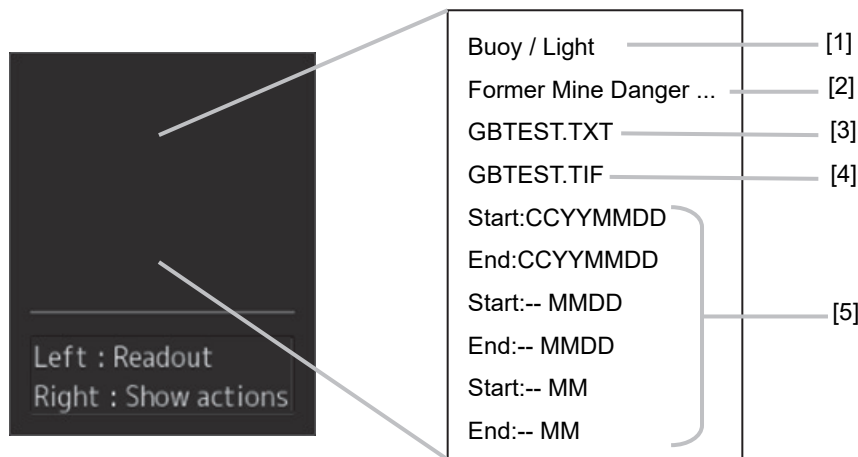 Buoy / Light [1]
Former Mine Danger ... [2]
GBTEST.TXT [3]
GBTEST.TIF [4]
Start:CCYYMMDD
End:CCYYMMDD
Start:-- MMDD [5]
End:-- MMDD
Start:-- MM
End:-- MM
Left : Readout
Right : Show actions